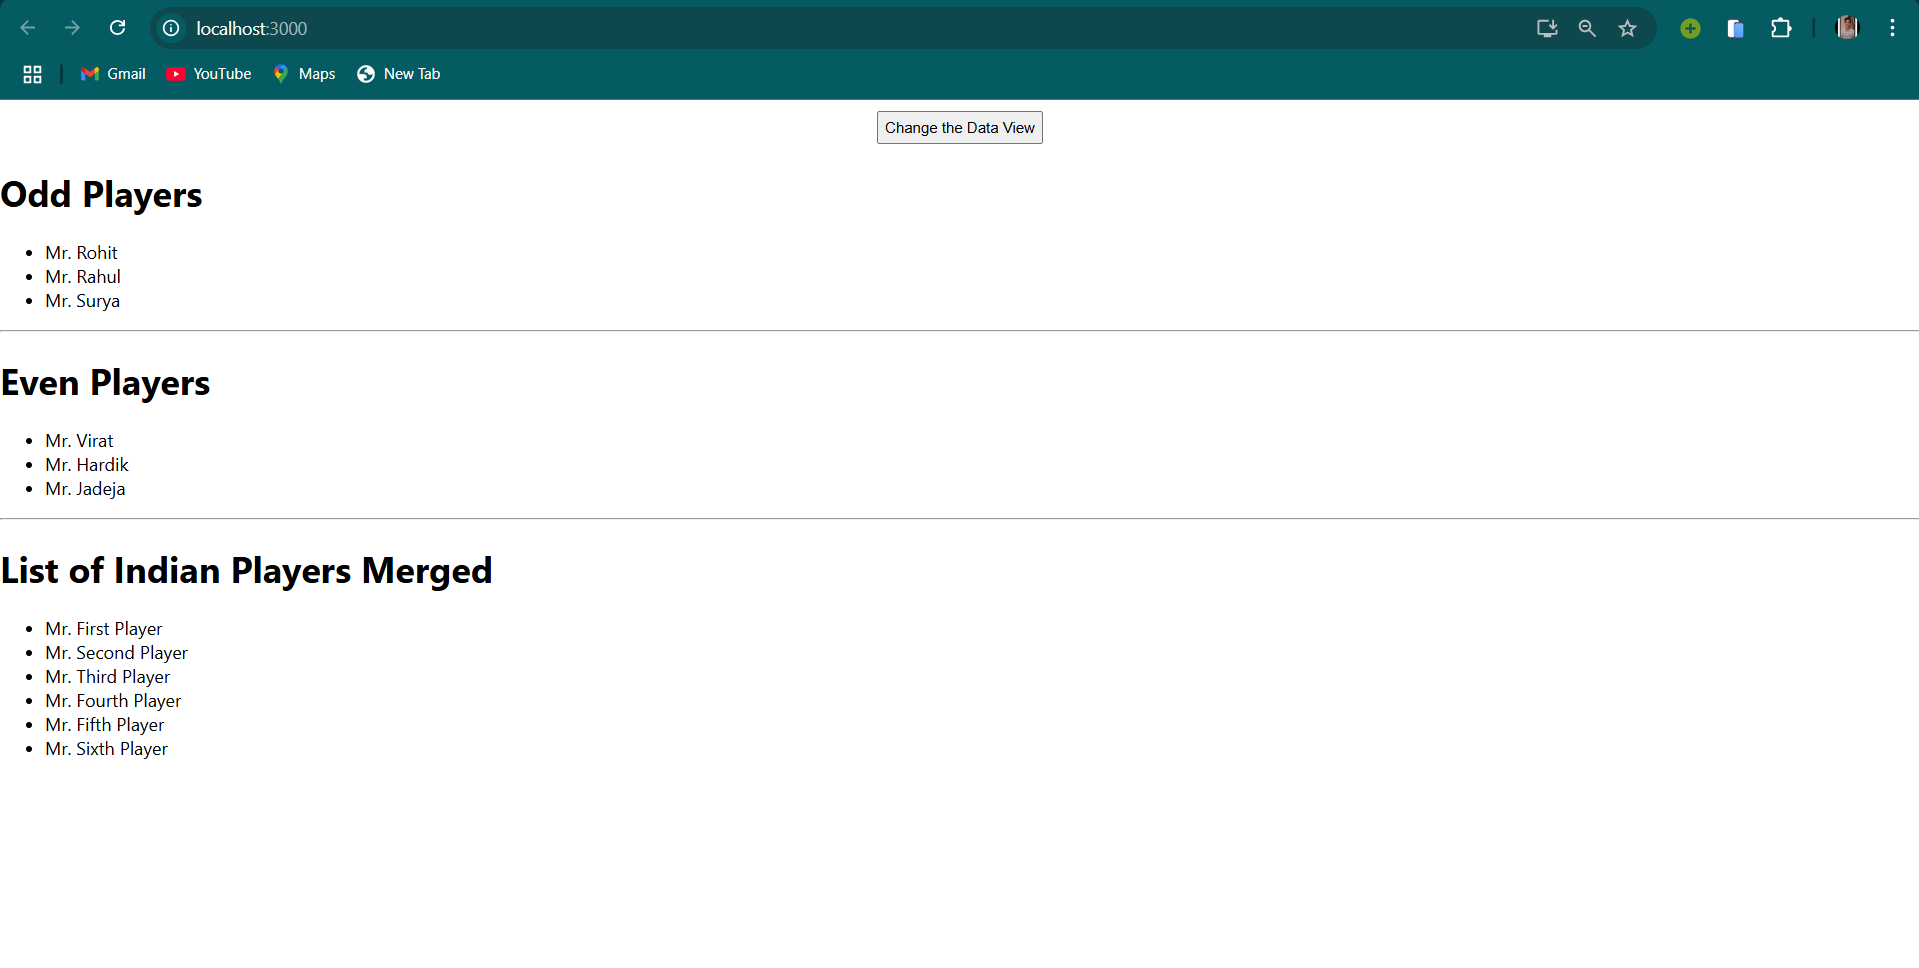 localhost:3000
Gmail YouTube Maps New Tab
Change the Data View
Odd Players
Mr. Rohit
Mr. Rahul
Mr. Surya
Even Players
Mr. Virat
Mr. Hardik
Mr. Jadeja
List of Indian Players Merged
Mr. First Player
Mr. Second Player
Mr. Third Player
Mr. Fourth Player
Mr. Fifth Player
Mr. Sixth Player